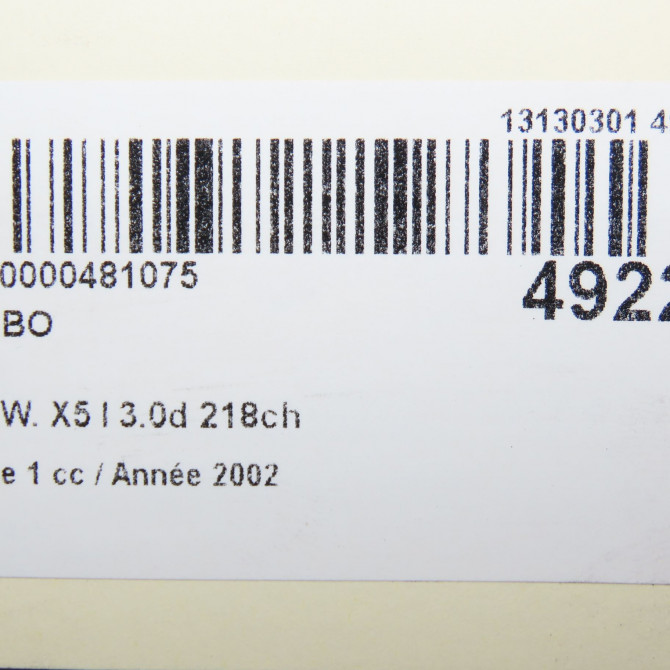 13130301 4
0000481075
4922
BO
W. X5 I 3.0d 218ch
e 1 cc / Année 2002